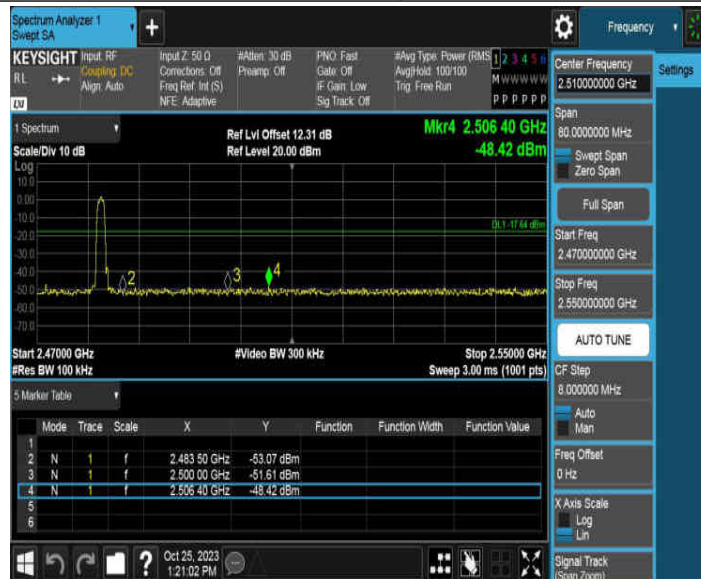 Spectrum Analyzer 1
Swept SA
+
Frequency
KEYSIGHT
RL
LXI
Input: RF
Coupling: DC
Align: Auto
Input Z: 50 Ω
Corrections: Off
Freq Ref: Int (S)
NFE: Adaptive
#Atten: 30 dB
Preamp: Off
PNO: Fast
Gate: Off
IF Gain: Low
Sig Track: Off
#Avg Type: Power (RMS
Avg|Hold: 100/100
Trig: Free Run
1 2 3 4 5 6
M W W W W W
P P P P P P
1 Spectrum
Scale/Div 10 dB
Ref Lvl Offset 12.31 dB
Ref Level 20.00 dBm
Mkr4 2.506 40 GHz
-48.42 dBm
Log
10.0
0.00
-10.0
-20.0
-30.0
-40.0
-50.0
-60.0
-70.0
DL1 -17.64 dBm
2
3
4
Start 2.47000 GHz
#Res BW 100 kHz
#Video BW 300 kHz
Stop 2.55000 GHz
Sweep 3.00 ms (1001 pts)
5 Marker Table
Mode Trace Scale X Y Function Function Width Function Value
1
2 N 1 f 2.483 50 GHz -53.07 dBm
3 N 1 f 2.500 00 GHz -51.61 dBm
4 N 1 f 2.506 40 GHz -48.42 dBm
5
6
?
Oct 25, 2023
1:21:02 PM
Center Frequency
2.510000000 GHz
Settings
Span
80.0000000 MHz
Swept Span
Zero Span
Full Span
Start Freq
2.470000000 GHz
Stop Freq
2.550000000 GHz
AUTO TUNE
CF Step
8.000000 MHz
Auto
Man
Freq Offset
0 Hz
X Axis Scale
Log
Lin
Signal Track
(Span Zoom)